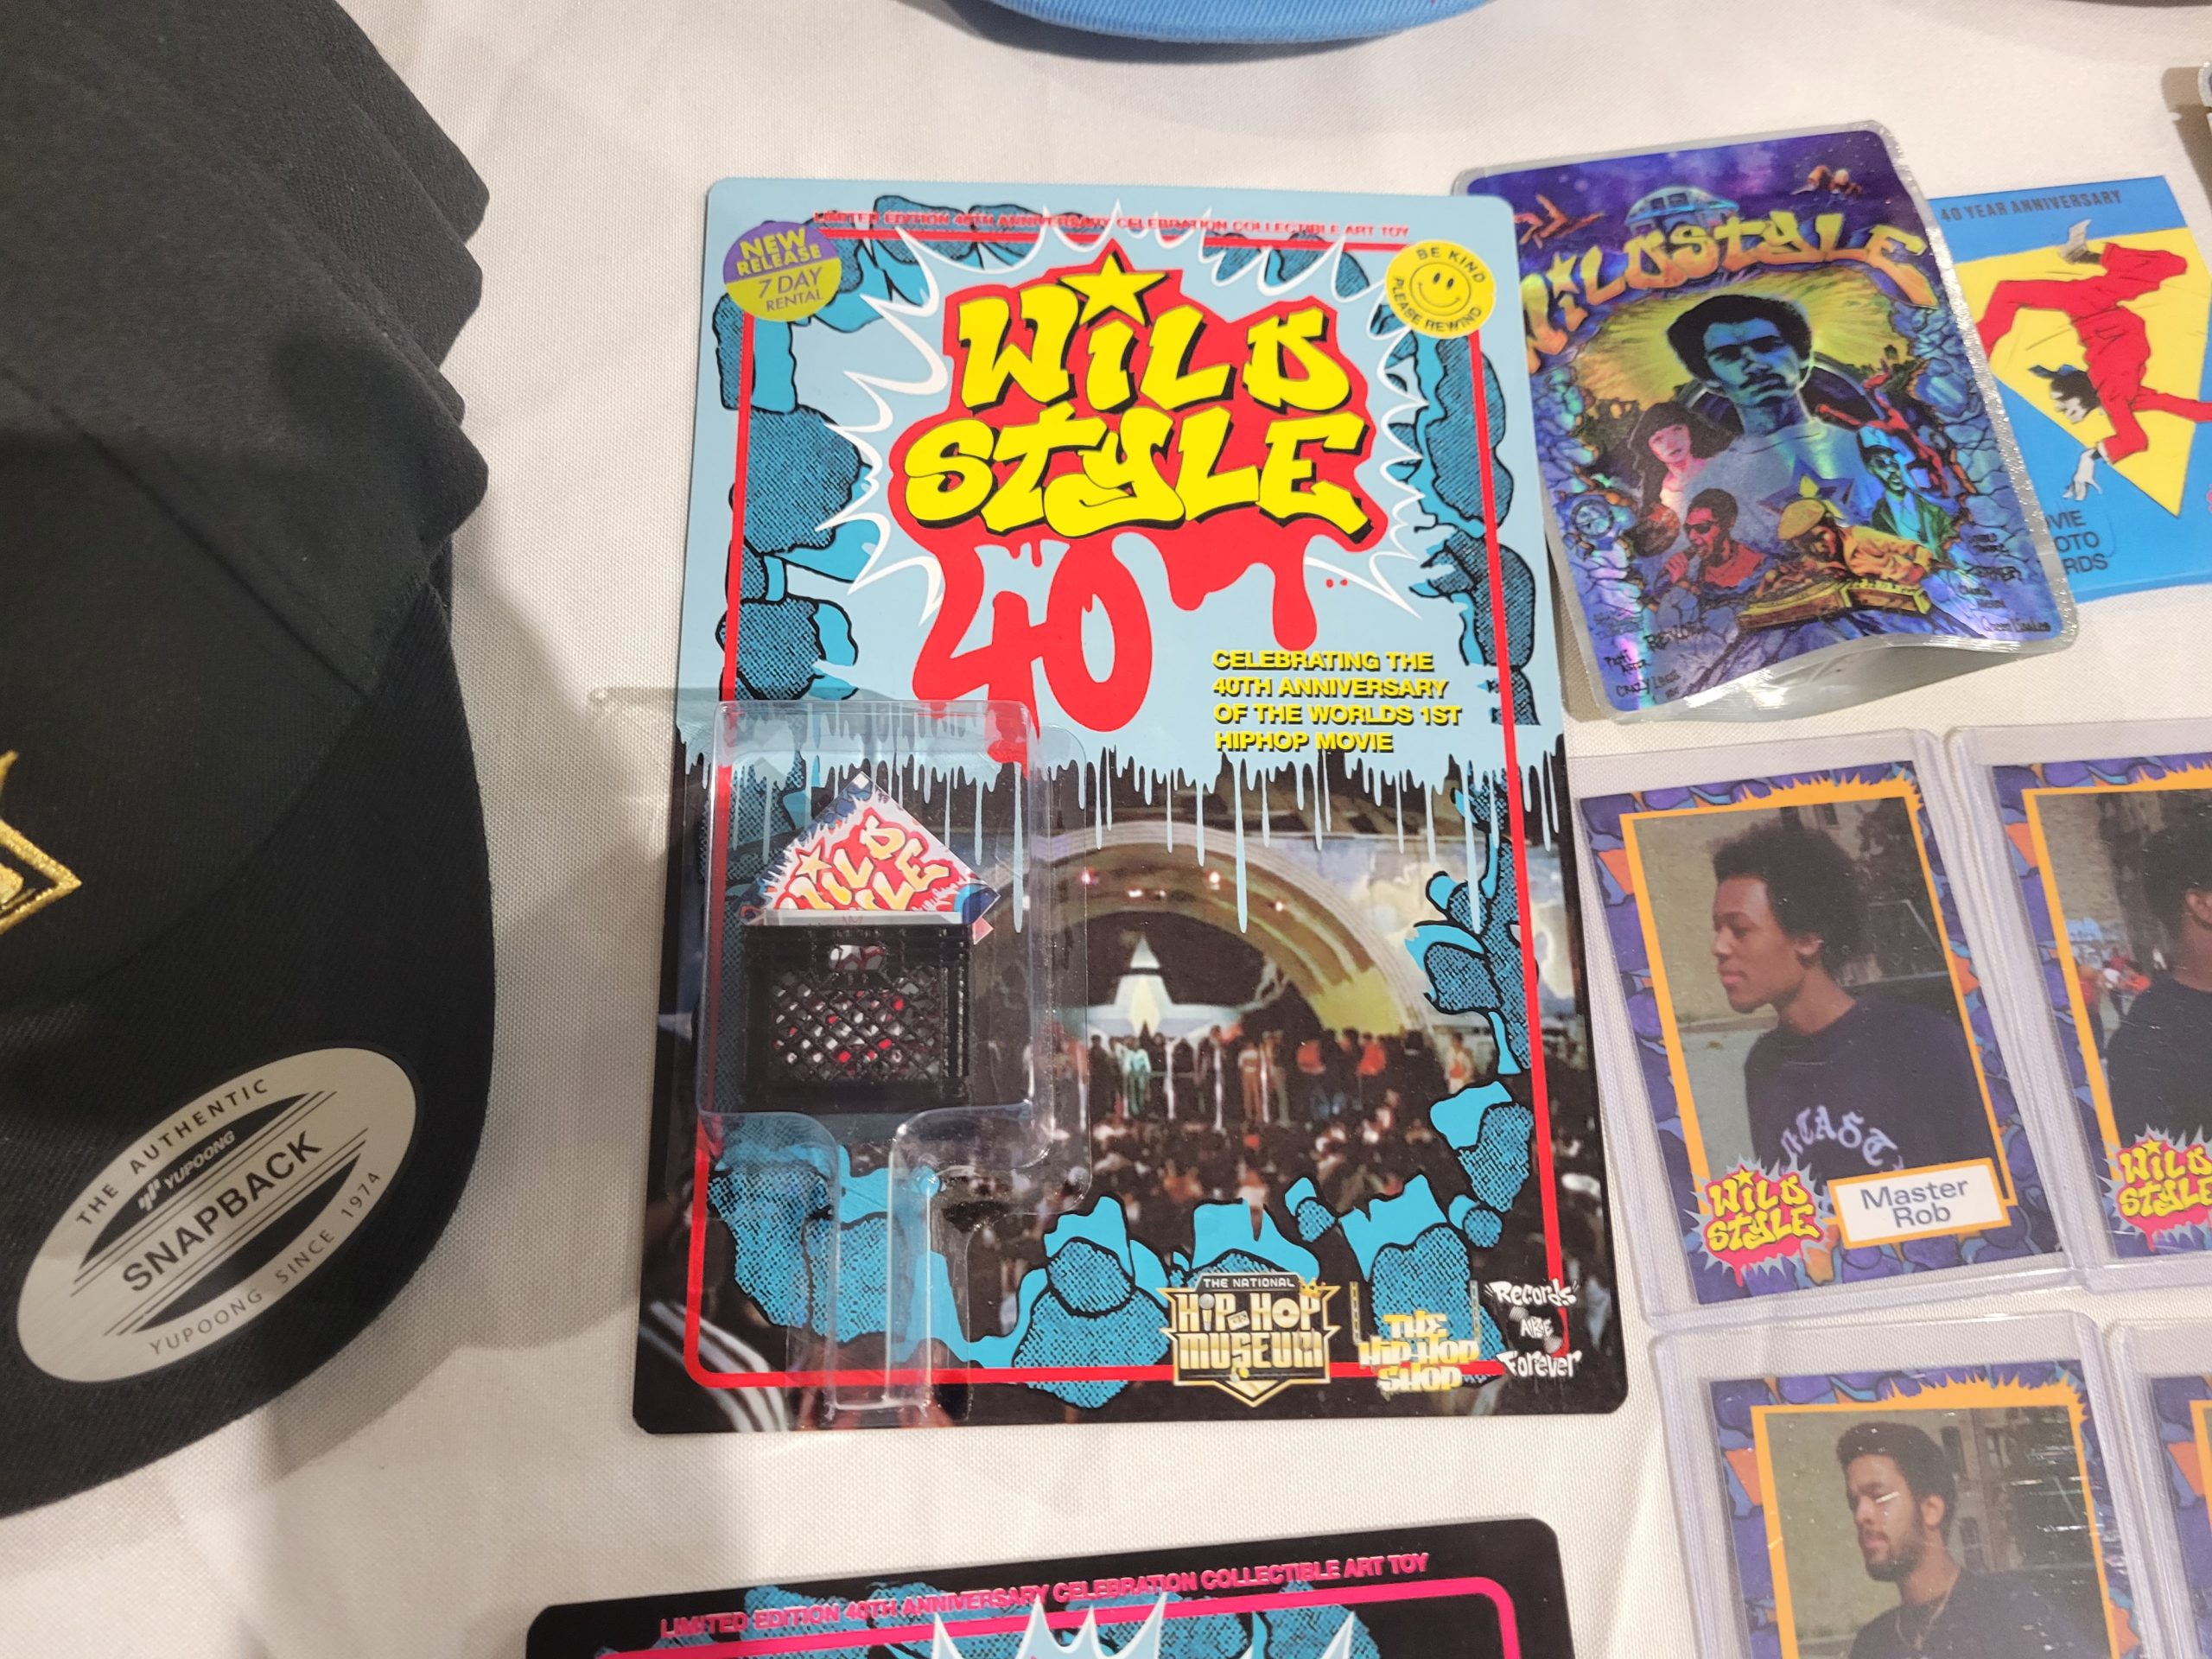 LIMITED EDITION 40TH ANNIVERSARY CELEBRATION COLLECTIBLE ART TOY
NEW
RELEASE
7 DAY
RENTAL
BE KIND
PLEASE REWIND
WILD
STYLE
40
CELEBRATING THE
40TH ANNIVERSARY
OF THE WORLDS 1ST
HIPHOP MOVIE
WILD
THE NATIONAL
HIP HOP
MUSEUM
THE
HIP HOP
SHOP
Records
ARE
Forever
WILDSTYLE
40 YEAR ANNIVERSARY
Master
Rob
WILD
STYLE
WILD
STYLE
THE AUTHENTIC
YUPOONG
SNAPBACK
YUPOONG SINCE 1974
LIMITED EDITION 40TH ANNIVERSARY CELEBRATION COLLECTIBLE ART TOY